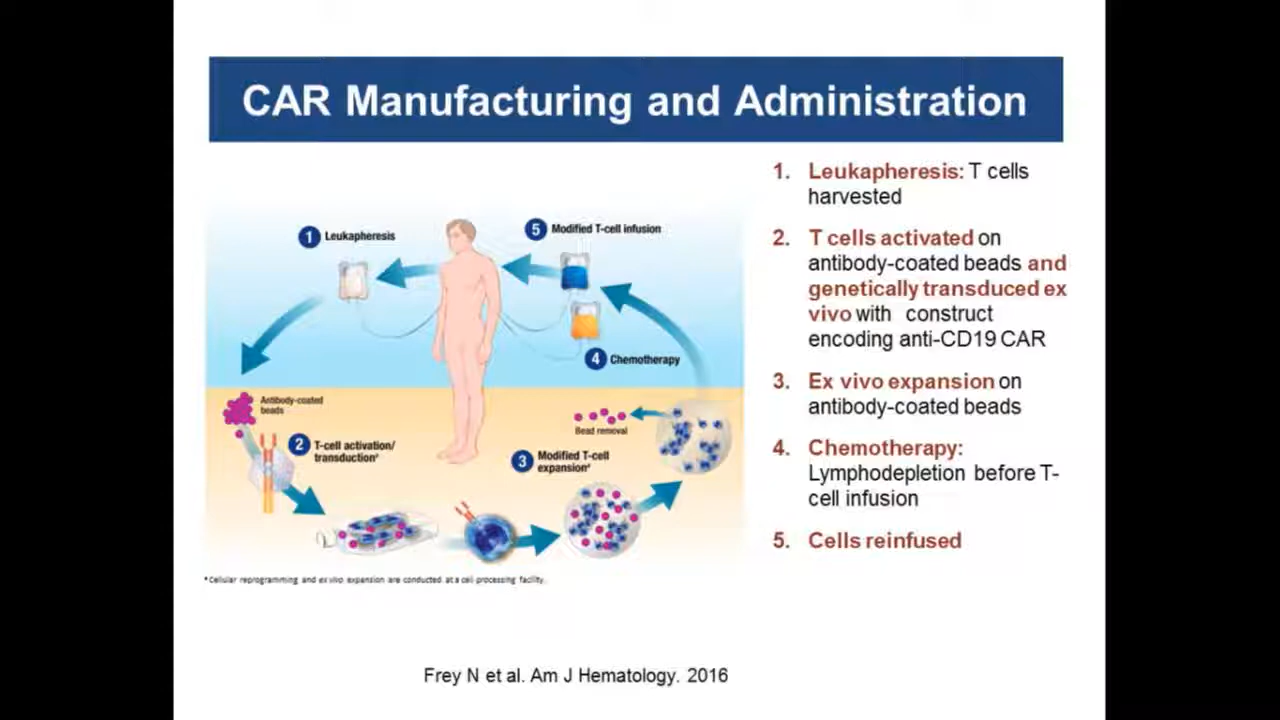 CAR Manufacturing and Administration
1 Leukapheresis
5 Modified T-cell infusion
4 Chemotherapy
Antibody-coated
beads
2 T-cell activation/
transduction*
Bead removal
3 Modified T-cell
expansion*
*Cellular reprogramming and ex vivo expansion are conducted at a cell processing facility.
1. Leukapheresis: T cells
harvested
2. T cells activated on
antibody-coated beads and
genetically transduced ex
vivo with construct
encoding anti-CD19 CAR
3. Ex vivo expansion on
antibody-coated beads
4. Chemotherapy:
Lymphodepletion before T-
cell infusion
5. Cells reinfused
Frey N et al. Am J Hematology. 2016